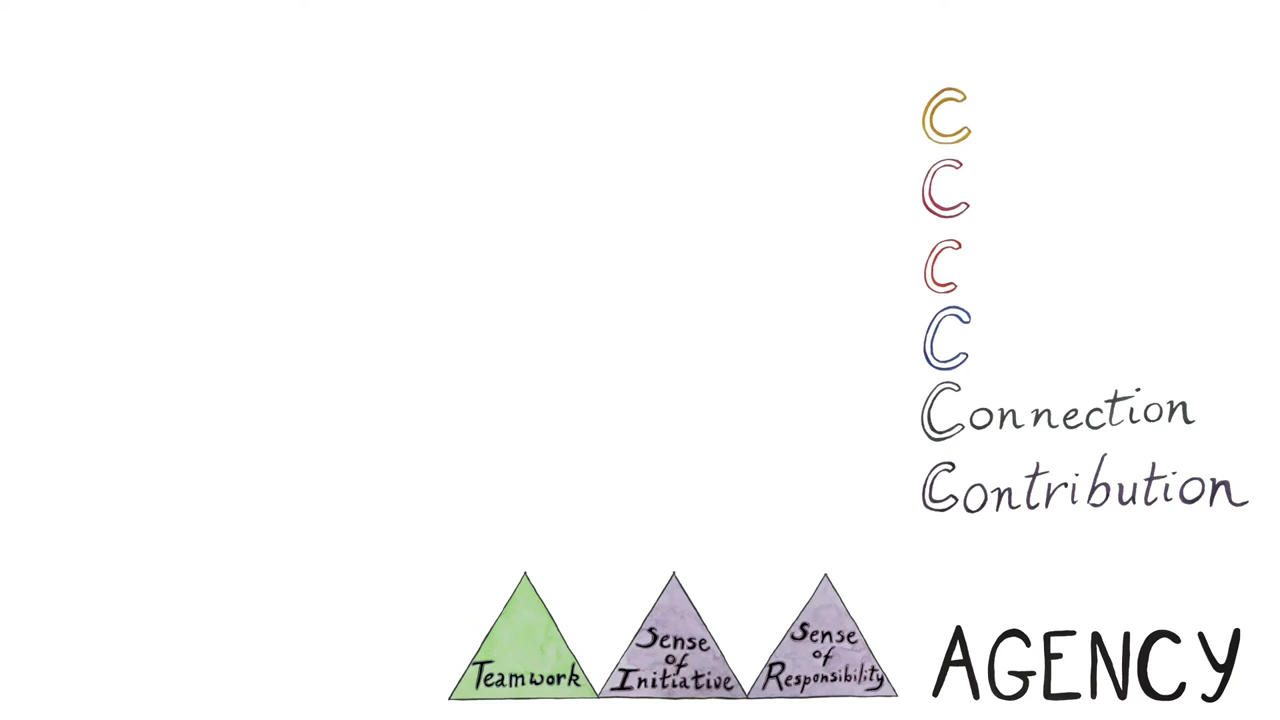 C
C
C
C
Connection
Contribution
Teamwork
Sense
of
Initiative
Sense
of
Responsibility
AGENCY